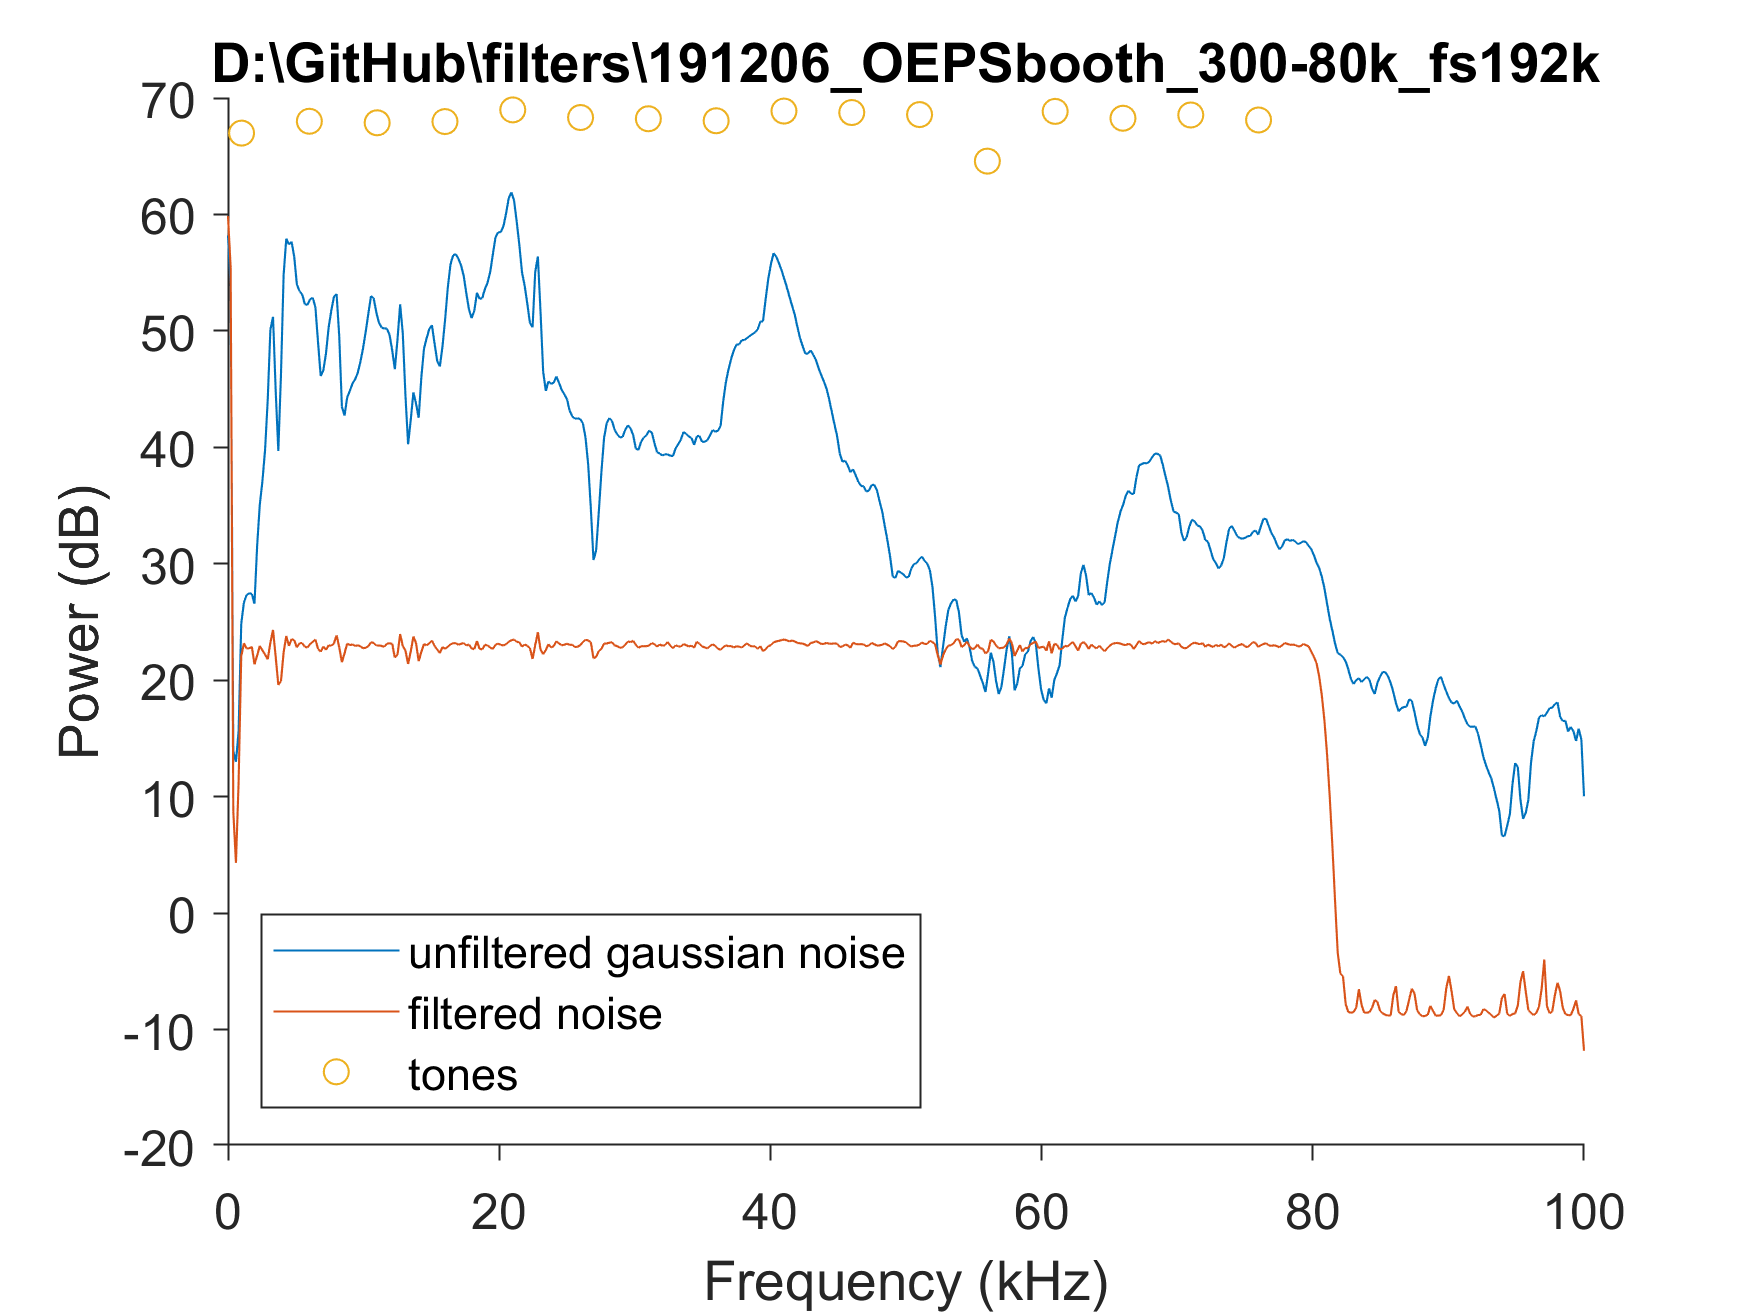 D:\GitHub\filters\191206_OEPSbooth_300-80k_fs192k
70
60
50
40
30
20
10
0
-10
-20
Power (dB)
unfiltered gaussian noise
filtered noise
tones
0 20 40 60 80 100
Frequency (kHz)